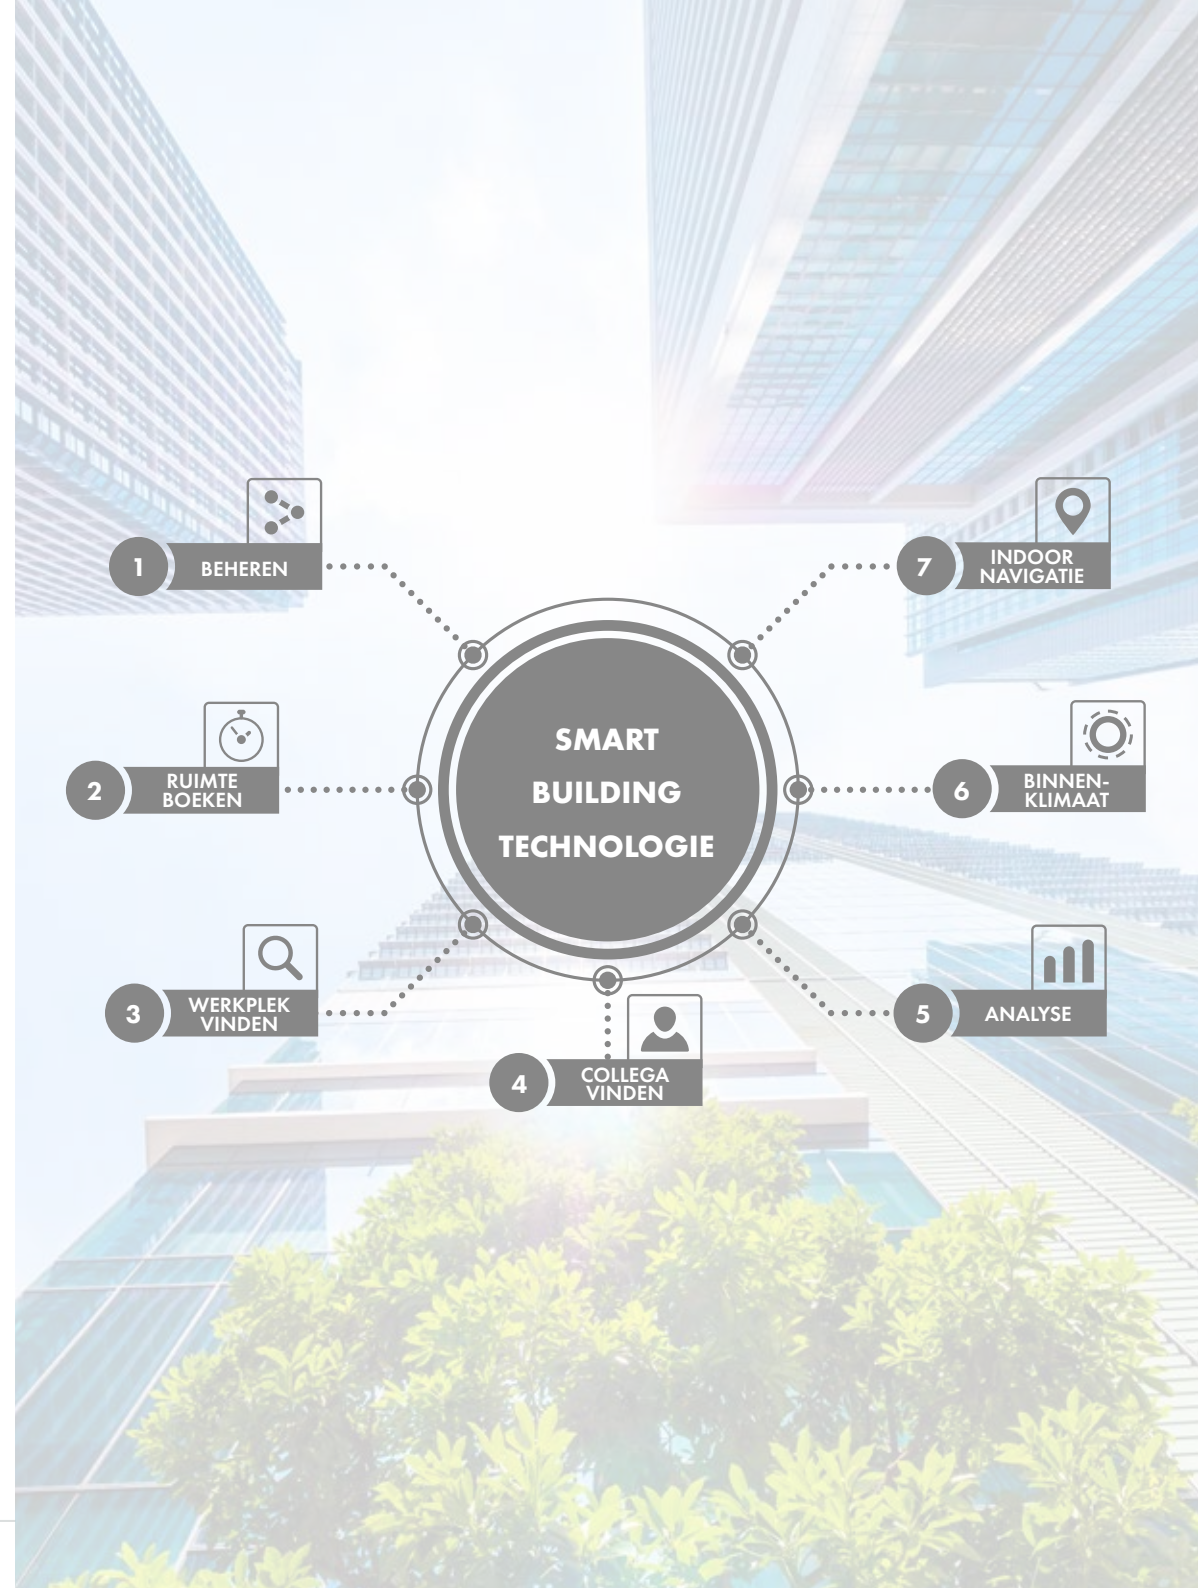 SMART
BUILDING
TECHNOLOGIE
1
BEHEREN
2
RUIMTE
BOEKEN
3
WERKPLEK
VINDEN
4
COLLEGA
VINDEN
5
ANALYSE
6
BINNEN-
KLIMAAT
7
INDOOR
NAVIGATIE